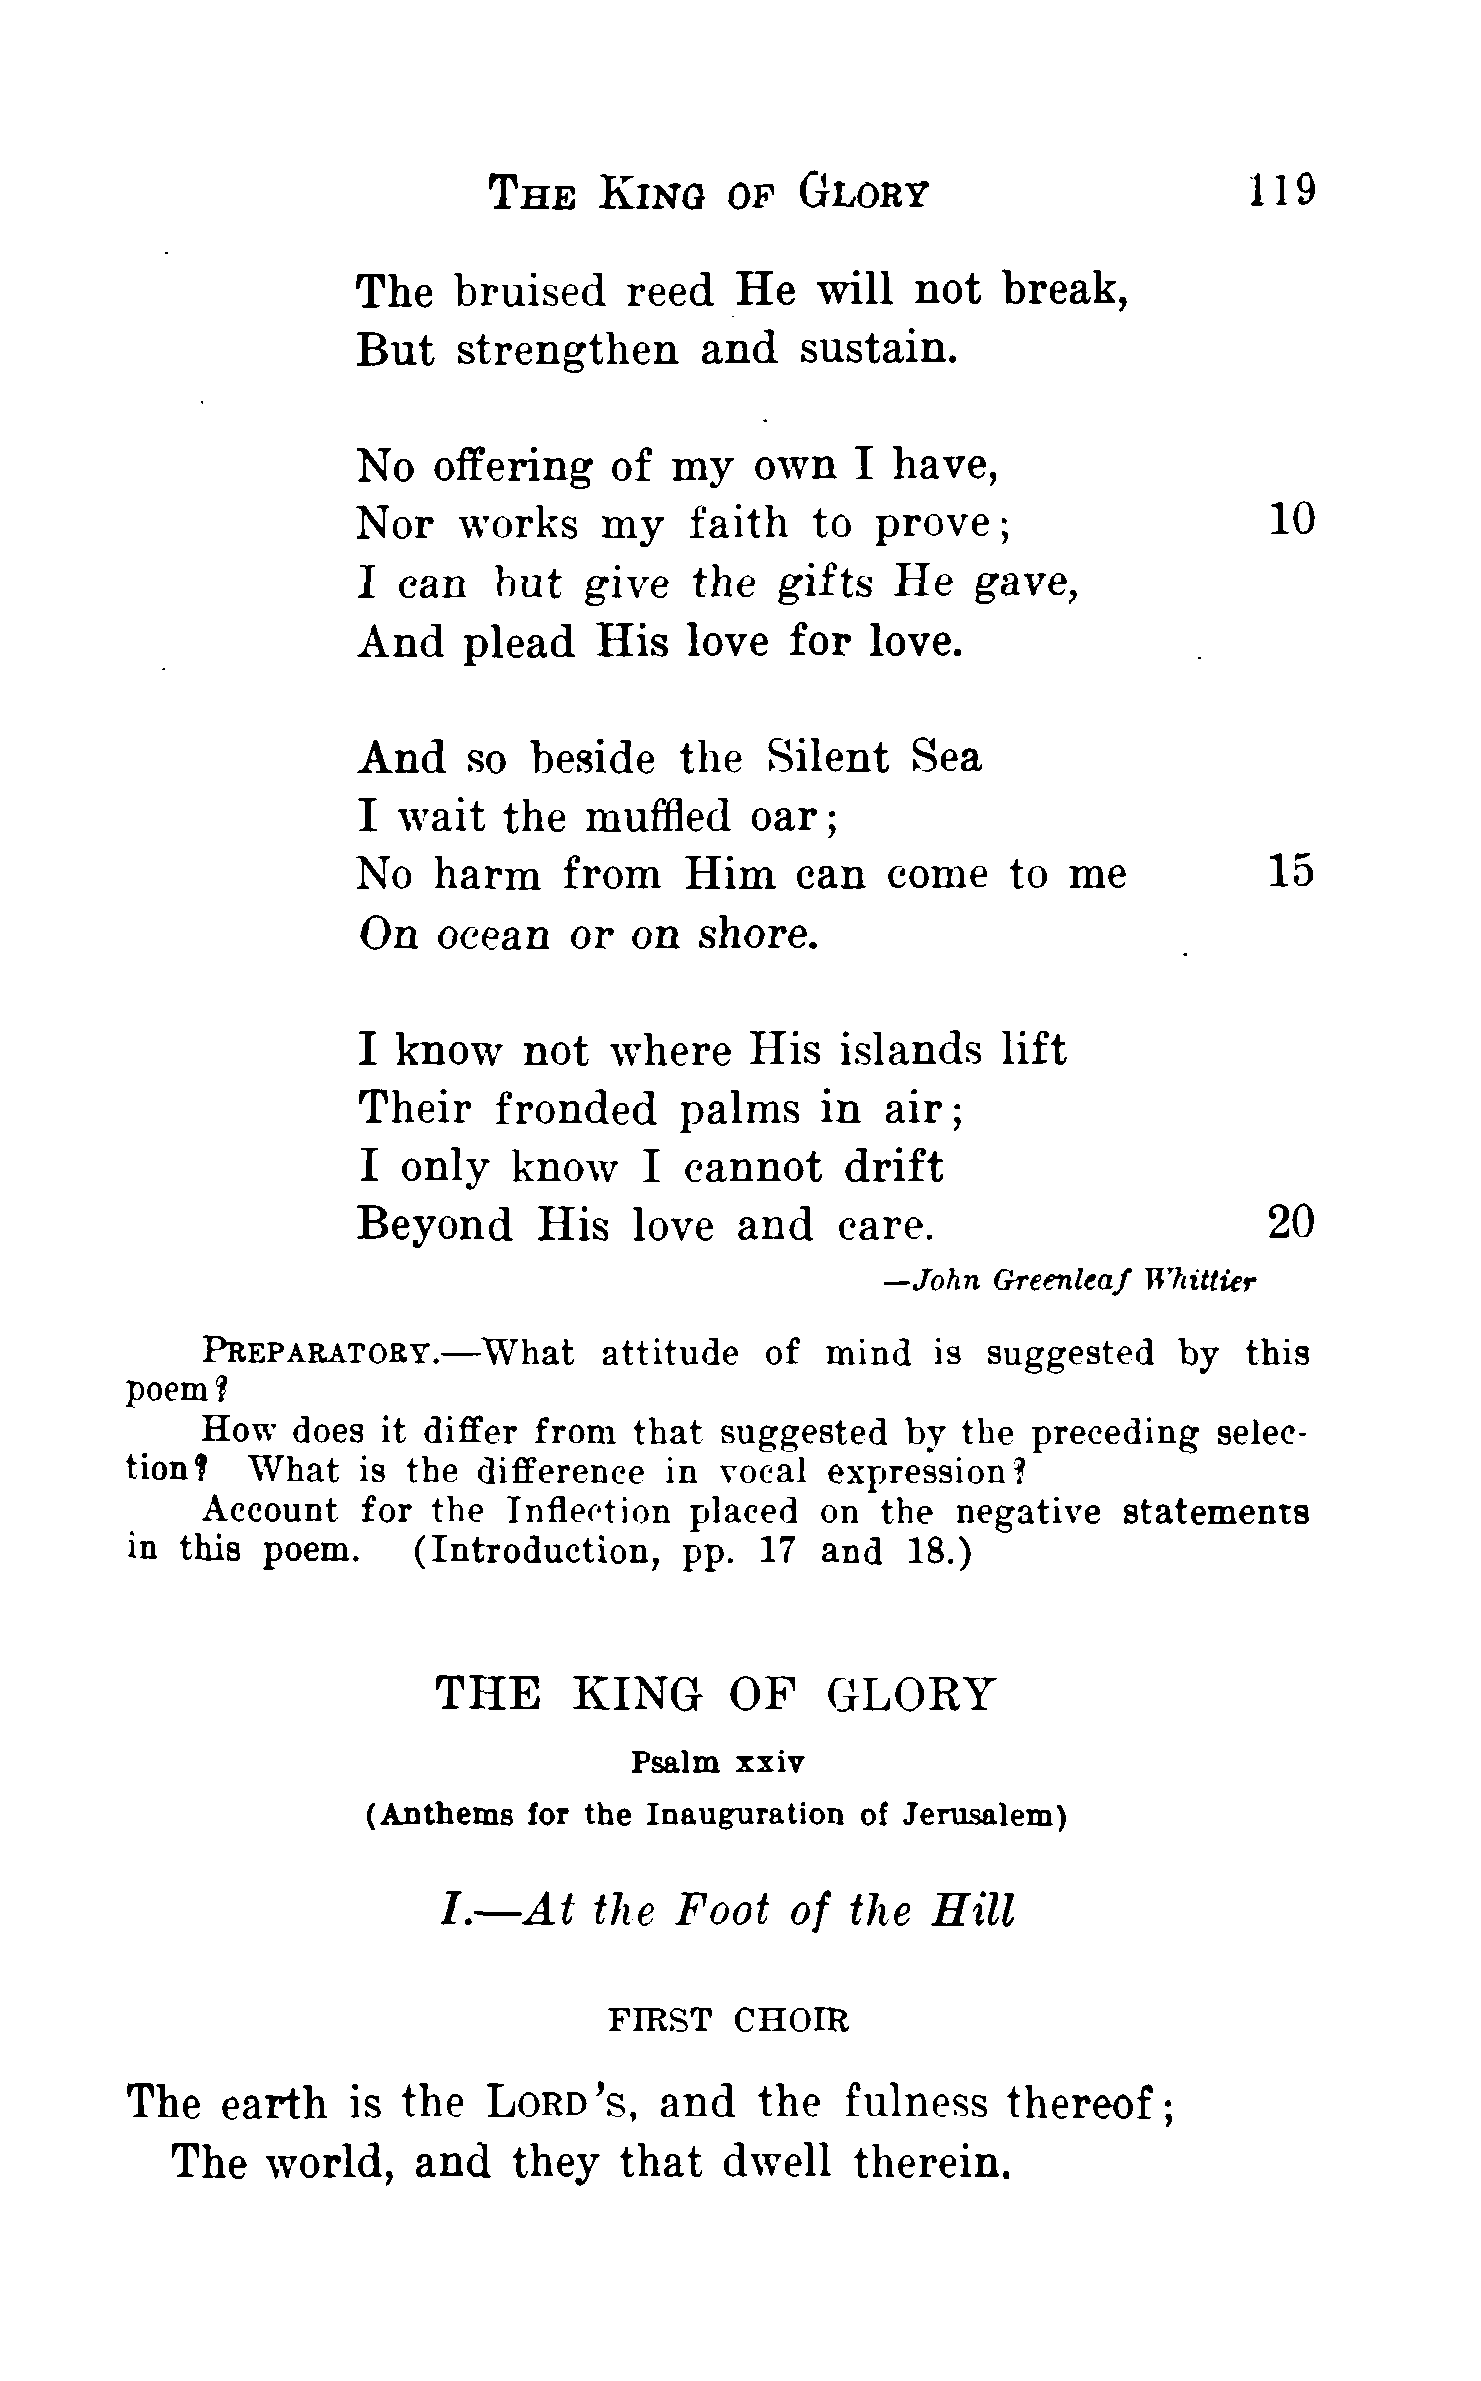 THE KING OF GLORY 119
The bruised reed He will not break,
But strengthen and sustain.
No offering of my own I have,
Nor works my faith to prove; 10
I can but give the gifts He gave,
And plead His love for love.
And so beside the Silent Sea
I wait the muffled oar;
No harm from Him can come to me 15
On ocean or on shore.
I know not where His islands lift
Their fronded palms in air;
I only know I cannot drift
Beyond His love and care. 20
—John Greenleaf Whittier
PREPARATORY.—What attitude of mind is suggested by this
poem?
How does it differ from that suggested by the preceding selec-
tion? What is the difference in vocal expression?
Account for the Inflection placed on the negative statements
in this poem. (Introduction, pp. 17 and 18.)
THE KING OF GLORY
Psalm xxiv
(Anthems for the Inauguration of Jerusalem)
I.—At the Foot of the Hill
FIRST CHOIR
The earth is the LORD's, and the fulness thereof;
The world, and they that dwell therein.